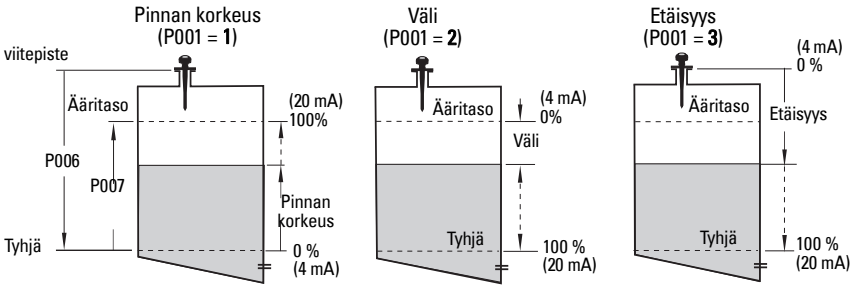 Pinnan korkeus
(P001 = 1)
viitepiste
Ääritaso
(20 mA)
100%
P006
P007
Pinnan
korkeus
Tyhjä
0 %
(4 mA)
Väli
(P001 = 2)
Ääritaso
(4 mA)
0%
Väli
Tyhjä
100 %
(20 mA)
Etäisyys
(P001 = 3)
(4 mA)
0 %
Ääritaso
Etäisyys
Tyhjä
100 %
(20 mA)